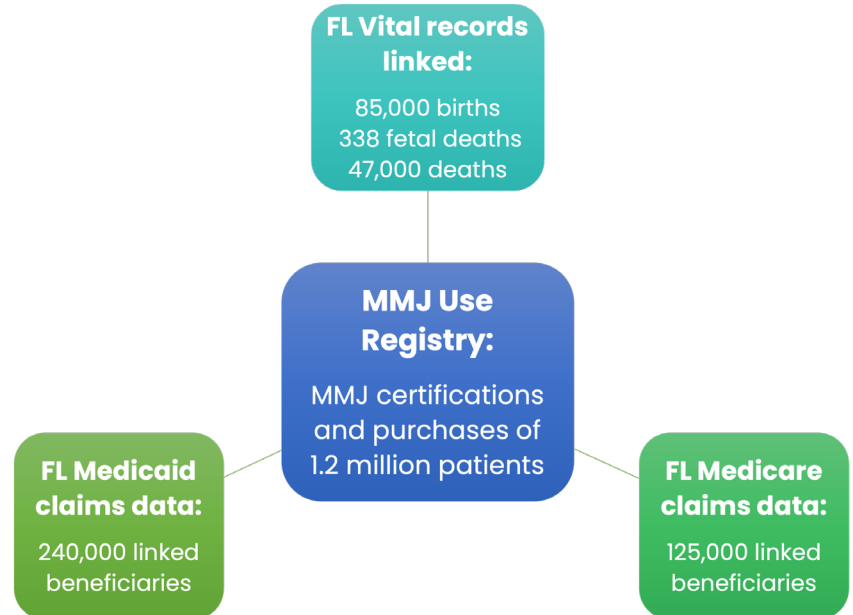 FL Vital records
linked:
85,000 births
338 fetal deaths
47,000 deaths
MMJ Use
Registry:
MMJ certifications
and purchases of
1.2 million patients
FL Medicaid
claims data:
240,000 linked
beneficiaries
FL Medicare
claims data:
125,000 linked
beneficiaries